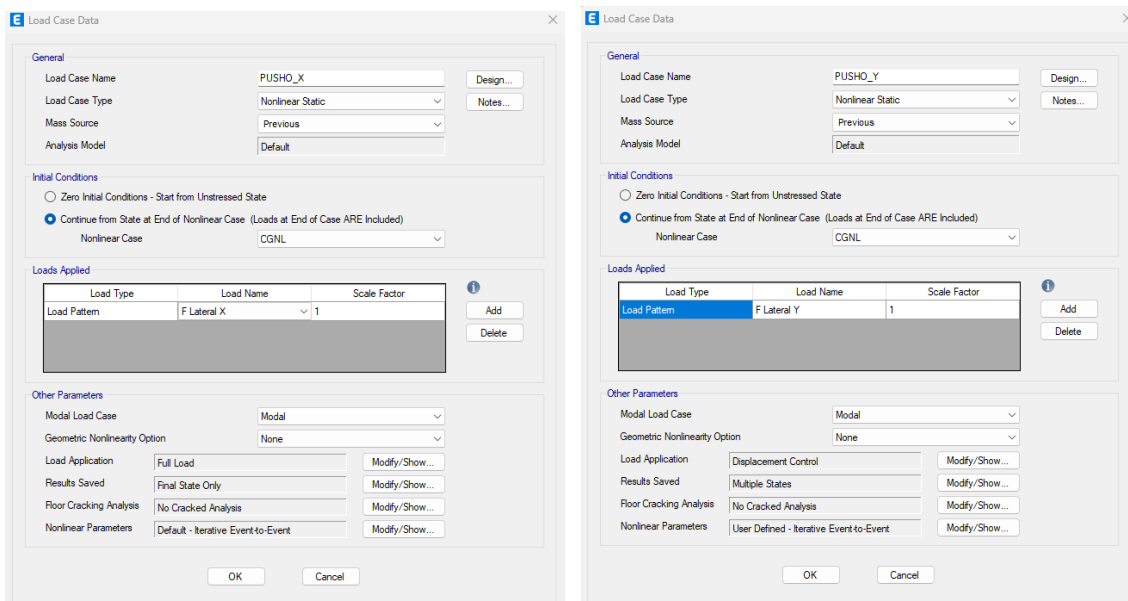 E Load Case Data
General
Load Case Name PUSHO_X Design...
Load Case Type Nonlinear Static Notes...
Mass Source Previous
Analysis Model Default
Initial Conditions
Zero Initial Conditions - Start from Unstressed State
Continue from State at End of Nonlinear Case (Loads at End of Case ARE Included)
Nonlinear Case CGNL
Loads Applied
Load Type Load Name Scale Factor
Load Pattern F Lateral X 1 Add
Delete
Other Parameters
Modal Load Case Modal
Geometric Nonlinearity Option None
Load Application Full Load Modify/Show...
Results Saved Final State Only Modify/Show...
Floor Cracking Analysis No Cracked Analysis Modify/Show...
Nonlinear Parameters Default - Iterative Event-to-Event Modify/Show...
OK Cancel
E Load Case Data
General
Load Case Name PUSHO_Y Design...
Load Case Type Nonlinear Static Notes...
Mass Source Previous
Analysis Model Default
Initial Conditions
Zero Initial Conditions - Start from Unstressed State
Continue from State at End of Nonlinear Case (Loads at End of Case ARE Included)
Nonlinear Case CGNL
Loads Applied
Load Type Load Name Scale Factor
Load Pattern F Lateral Y 1 Add
Delete
Other Parameters
Modal Load Case Modal
Geometric Nonlinearity Option None
Load Application Displacement Control Modify/Show...
Results Saved Multiple States Modify/Show...
Floor Cracking Analysis No Cracked Analysis Modify/Show...
Nonlinear Parameters User Defined - Iterative Event-to-Event Modify/Show...
OK Cancel